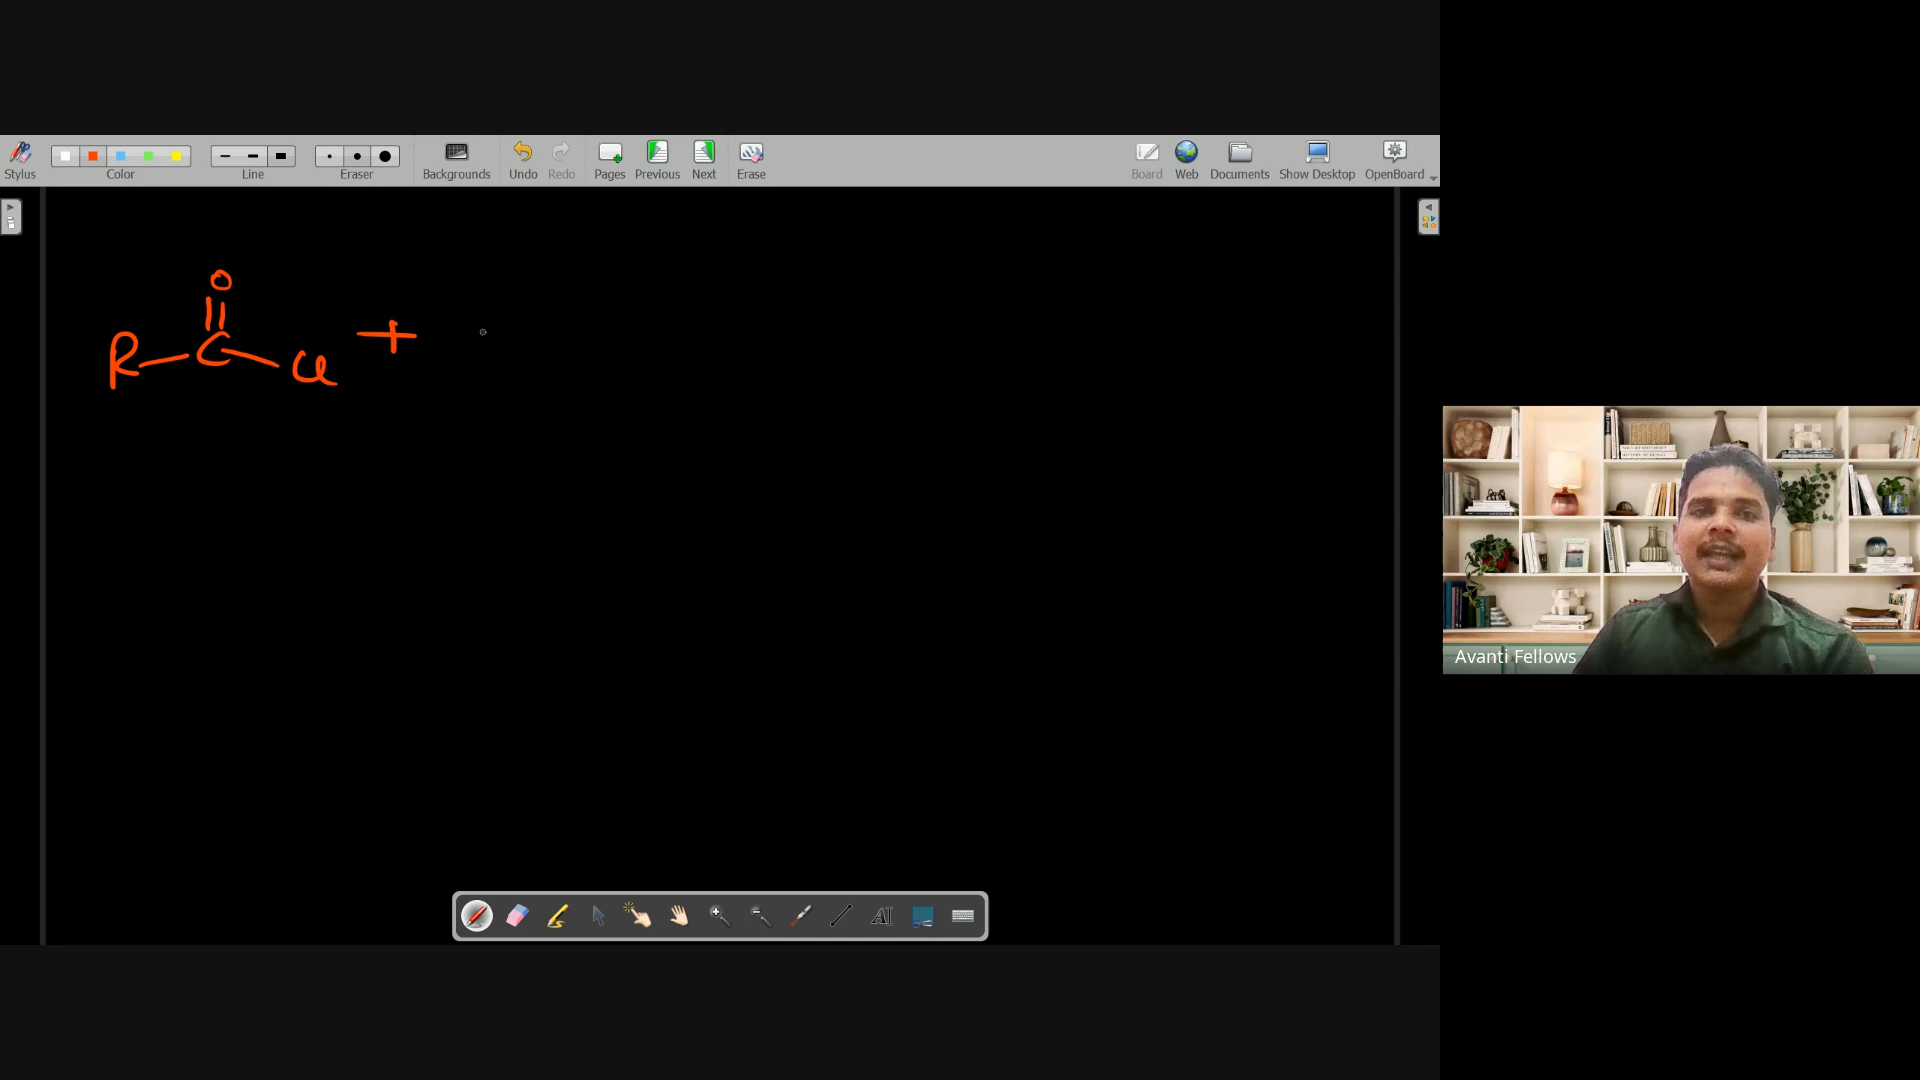 Stylus Color Line Eraser Backgrounds Undo Redo Pages Previous Next Erase Board Web Documents Show Desktop OpenBoard
O
||
R—C—Cl +
AI
Avanti Fellows